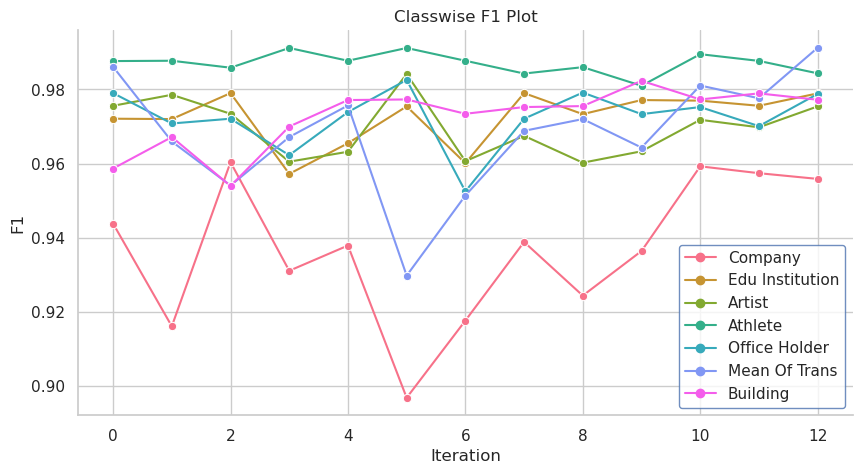 Classwise F1 Plot
0.98
0.96
0.94
0.92
0.90
F1
0 2 4 6 8 10 12
Iteration
Company
Edu Institution
Artist
Athlete
Office Holder
Mean Of Trans
Building